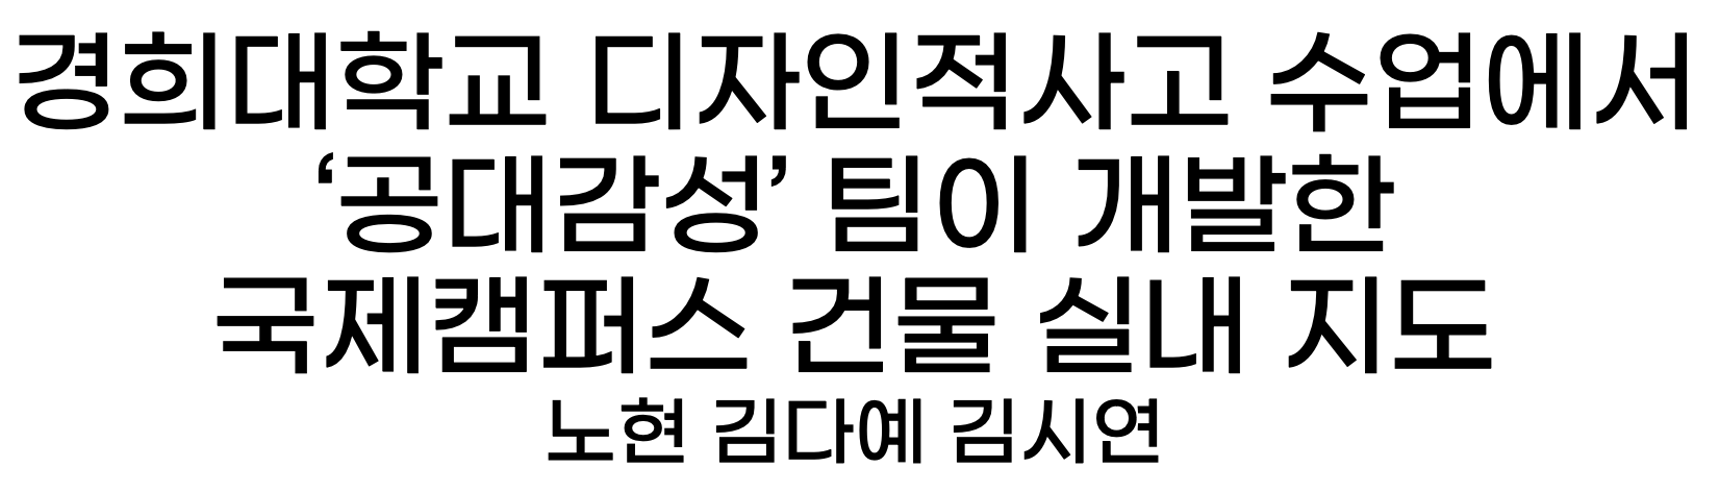 경희대학교 디자인적사고 수업에서
‘공대감성’ 팀이 개발한
국제캠퍼스 건물 실내 지도
노현 김다예 김시연